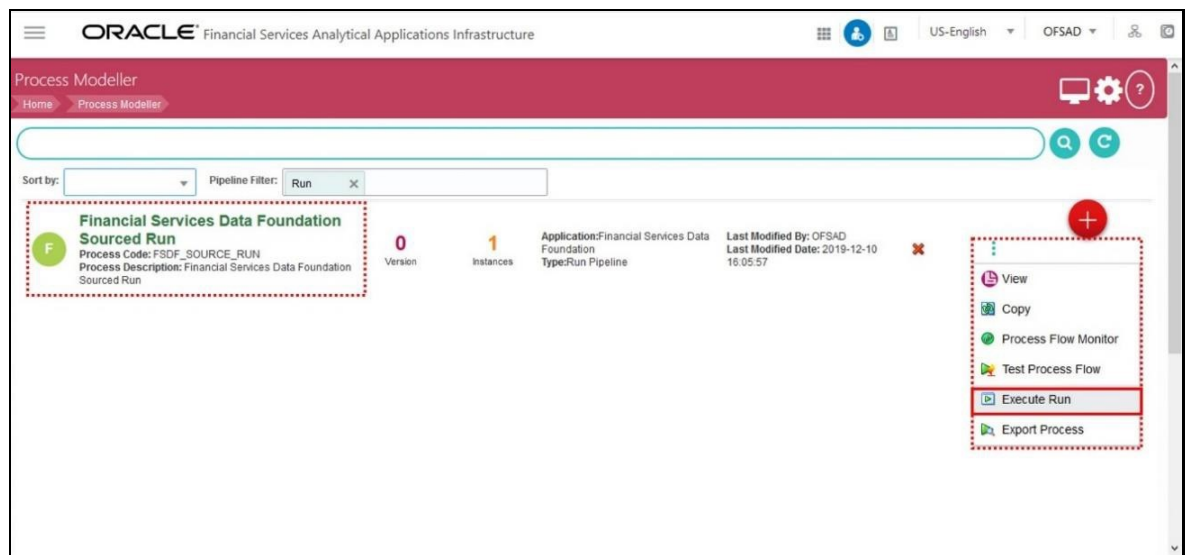 ORACLE® Financial Services Analytical Applications Infrastructure
US-English
OFSAD
Process Modeller
Home
Process Modeller
?
Sort by:
Pipeline Filter:
Run
F
Financial Services Data Foundation
Sourced Run
Process Code: FSDF_SOURCE_RUN
Process Description: Financial Services Data Foundation
Sourced Run
0
Version
1
Instances
Application:Financial Services Data
Foundation
Type:Run Pipeline
Last Modified By: OFSAD
Last Modified Date: 2019-12-10
16:05:57
View
Copy
Process Flow Monitor
Test Process Flow
Execute Run
Export Process